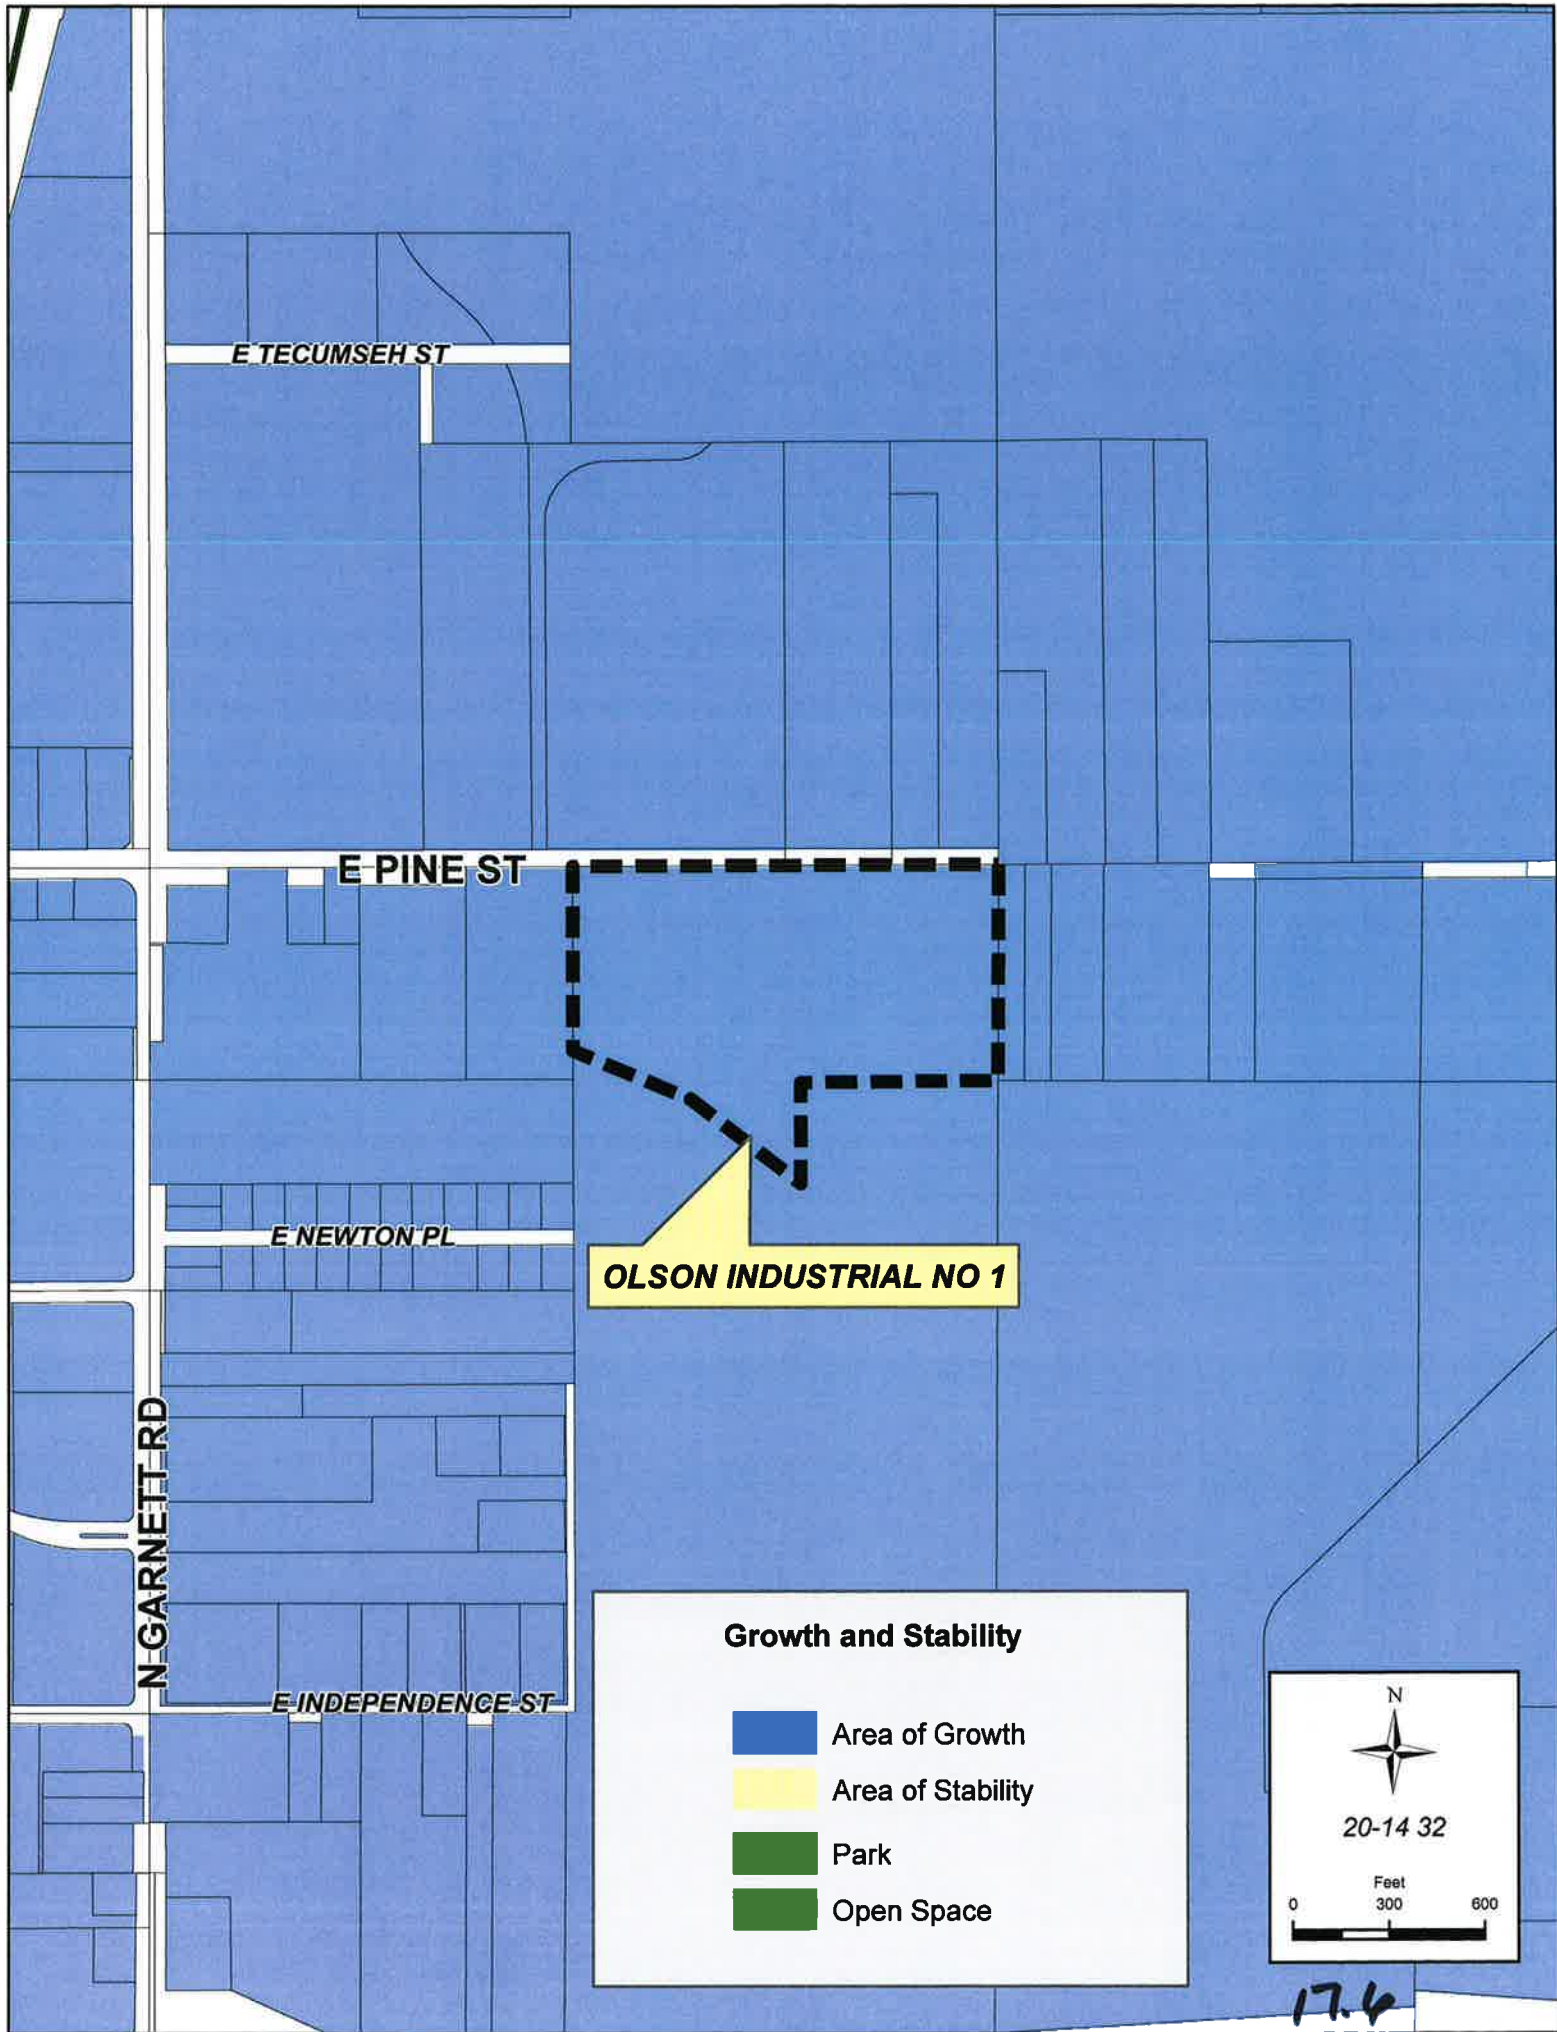 E TECUMSEH ST
E PINE ST
E NEWTON PL
OLSON INDUSTRIAL NO 1
N GARNETT RD
E INDEPENDENCE ST
Growth and Stability
Area of Growth
Area of Stability
Park
Open Space
N
20-14 32
Feet
0 300 600
17.6